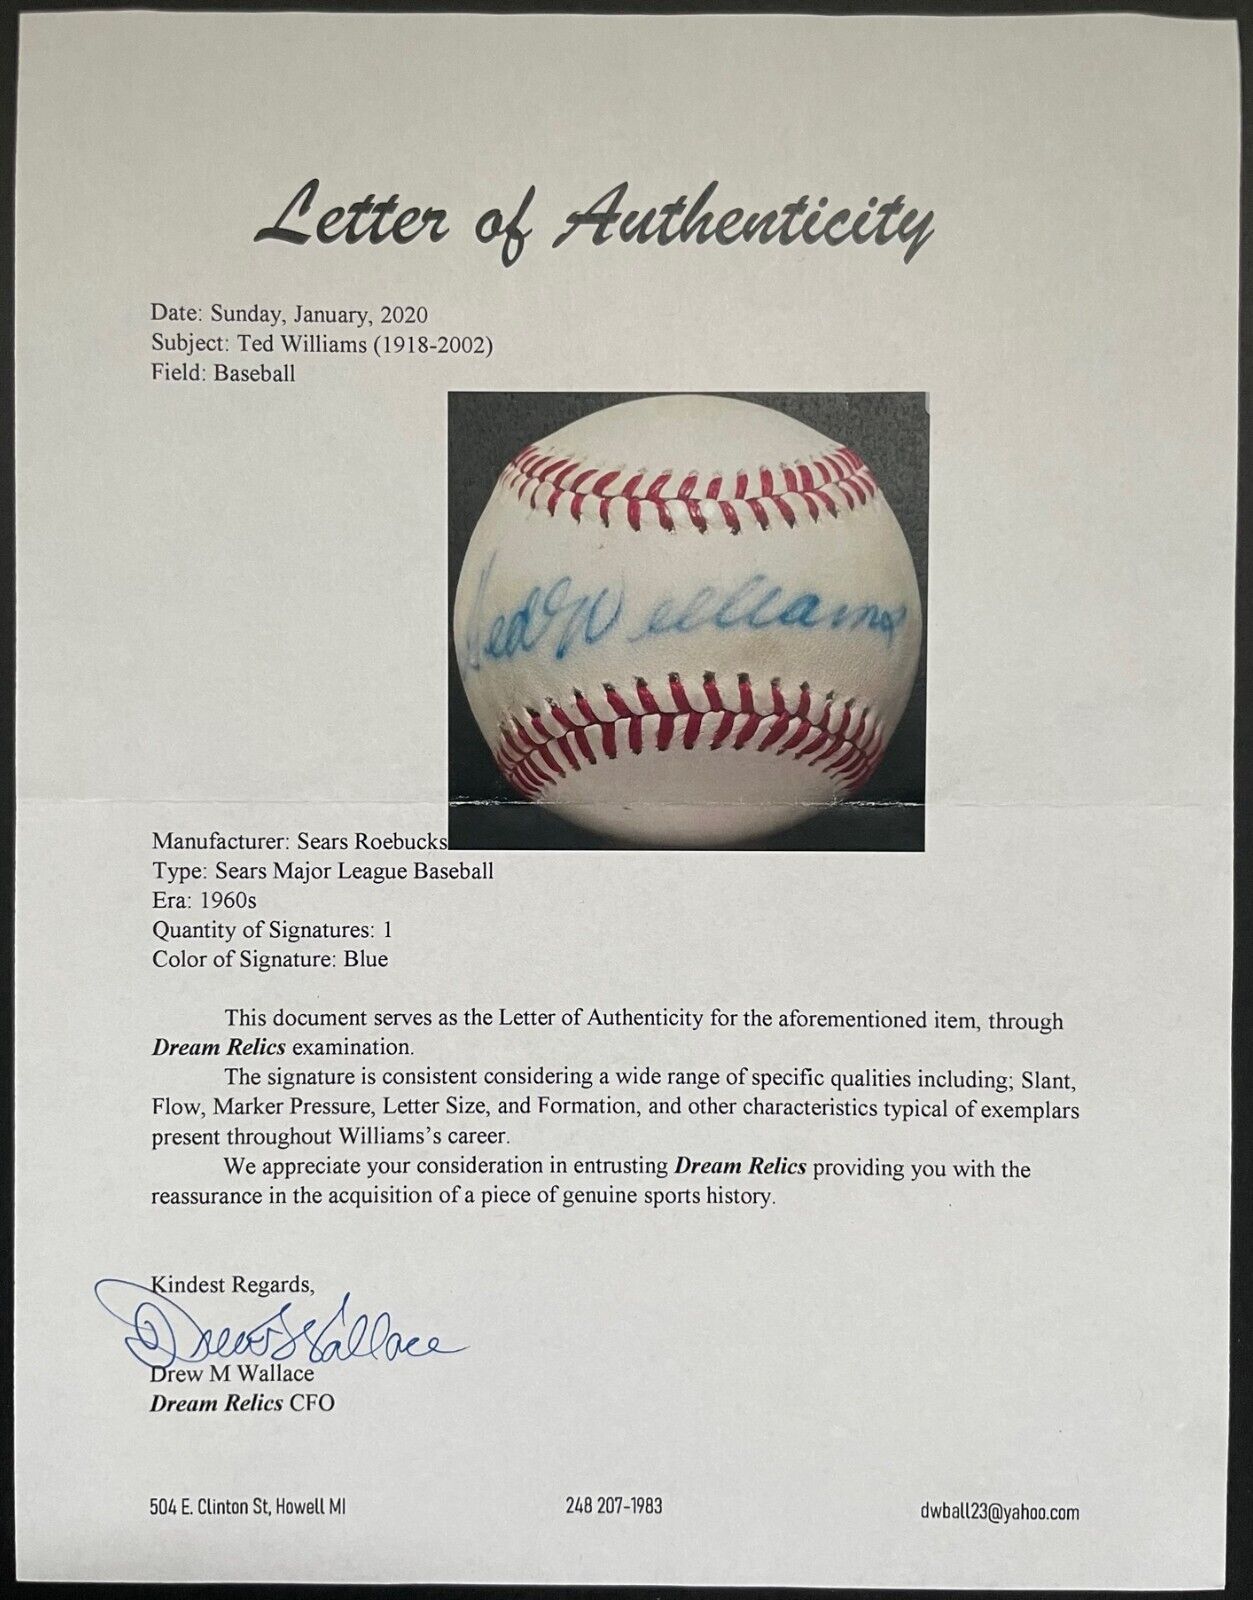 Letter of Authenticity
Date: Sunday, January, 2020
Subject: Ted Williams (1918-2002)
Field: Baseball
Ted Williams
Manufacturer: Sears Roebucks
Type: Sears Major League Baseball
Era: 1960s
Quantity of Signatures: 1
Color of Signature: Blue
This document serves as the Letter of Authenticity for the aforementioned item, through
Dream Relics examination.
The signature is consistent considering a wide range of specific qualities including; Slant,
Flow, Marker Pressure, Letter Size, and Formation, and other characteristics typical of exemplars
present throughout Williams’s career.
We appreciate your consideration in entrusting Dream Relics providing you with the
reassurance in the acquisition of a piece of genuine sports history.
Kindest Regards,
Drew Wallace
Drew M Wallace
Dream Relics CFO
504 E. Clinton St, Howell MI
248 207-1983
dwball23@yahoo.com